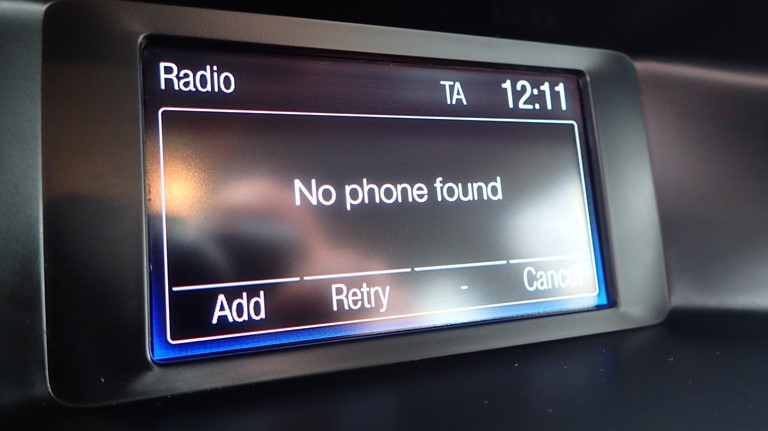 Radio TA 12:11
No phone found
Add Retry - Cancel